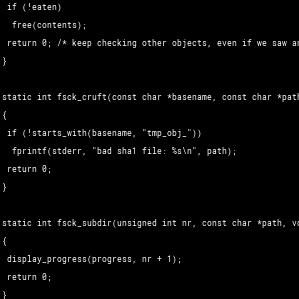 if (!eaten)
free(contents);
return 0; /* keep checking other objects, even if we saw
}
static int fsck_cruft(const char *basename, const char *path
{
if (!starts_with(basename, "tmp_obj_"))
fprintf(stderr, "bad sha1 file: %s\n", path);
return 0;
}
static int fsck_subdir(unsigned int nr, const char *path,
{
display_progress(progress, nr + 1);
return 0;
}